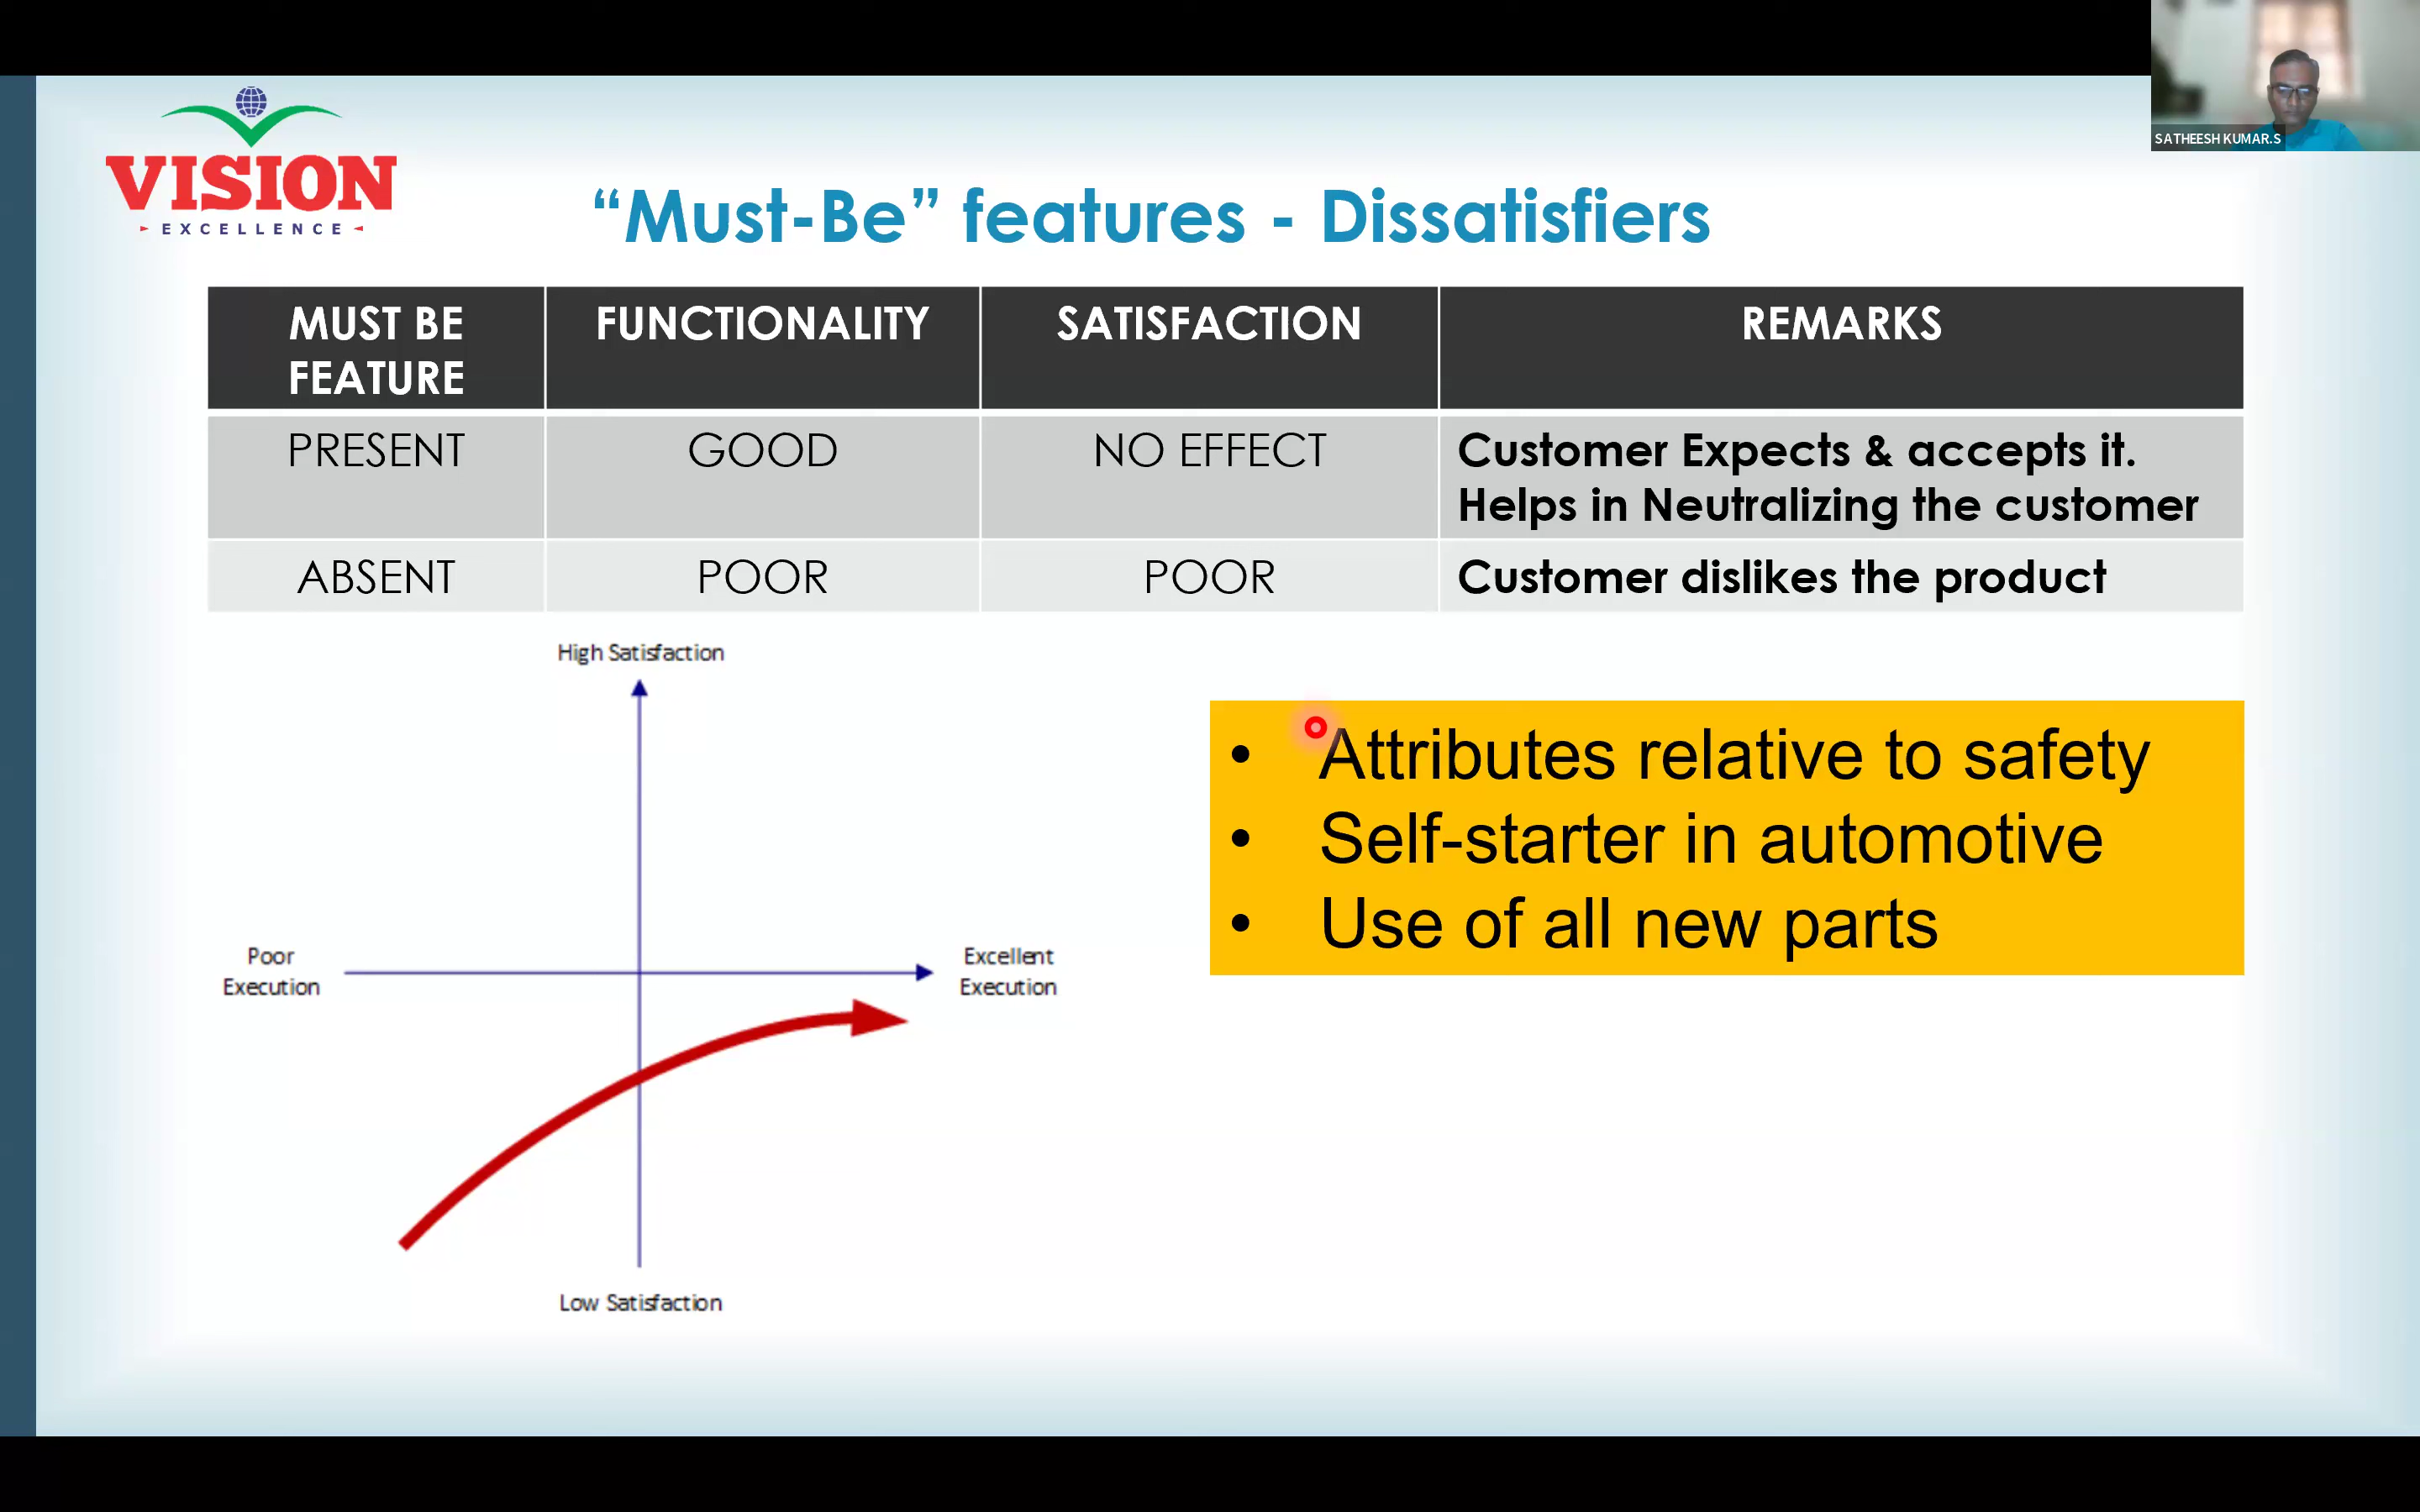 SATHEESH KUMAR.S
VISION
EXCELLENCE
“Must-Be” features - Dissatisfiers
MUST BE FEATURE FUNCTIONALITY SATISFACTION REMARKS
PRESENT GOOD NO EFFECT Customer Expects & accepts it.
Helps in Neutralizing the customer
ABSENT POOR POOR Customer dislikes the product
High Satisfaction
Poor
Execution
Excellent
Execution
Low Satisfaction
• Attributes relative to safety
• Self-starter in automotive
• Use of all new parts